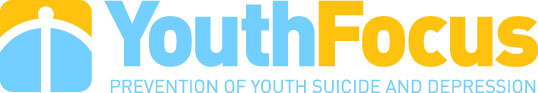 YouthFocus
PREVENTION OF YOUTH SUICIDE AND DEPRESSION